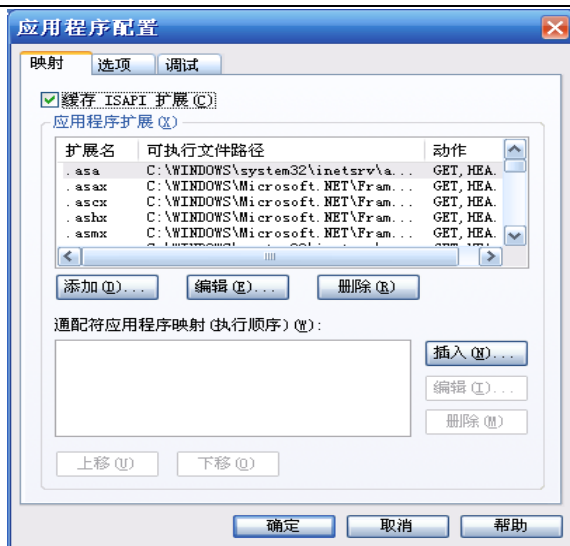 应用程序配置
映射 选项 调试
缓存 ISAPI 扩展(C)
应用程序扩展(X)
扩展名 可执行文件路径 动作
.asa C:\WINDOWS\system32\inetsrv\a... GET, HEA.
.asax C:\WINDOWS\Microsoft.NET\Fram... GET, HEA.
.ascx C:\WINDOWS\Microsoft.NET\Fram... GET, HEA.
.ashx C:\WINDOWS\Microsoft.NET\Fram... GET, HEA.
.asmx C:\WINDOWS\Microsoft.NET\Fram... GET, HEA.
添加(D)... 编辑(E)... 删除(R)
通配符应用程序映射(执行顺序)(W):
插入(N)...
编辑(I)...
删除(M)
上移(U) 下移(O)
确定 取消 帮助